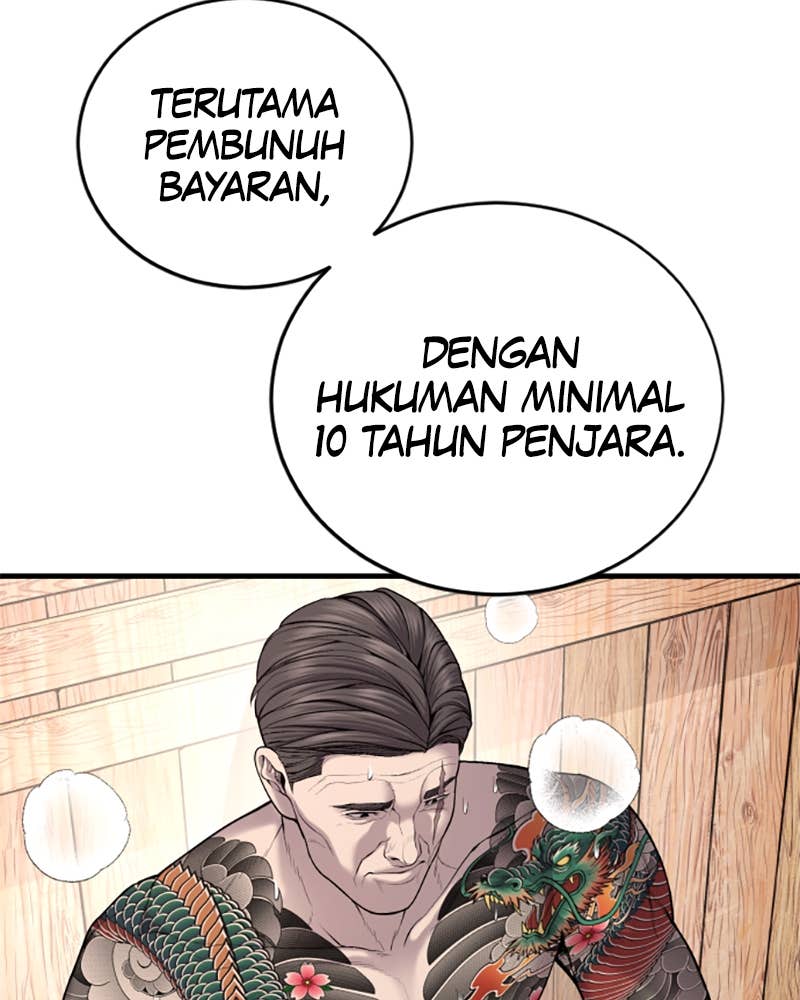 TERUTAMA
PEMBUNUH
BAYARAN,
DENGAN
HUKUMAN MINIMAL
10 TAHUN PENJARA.